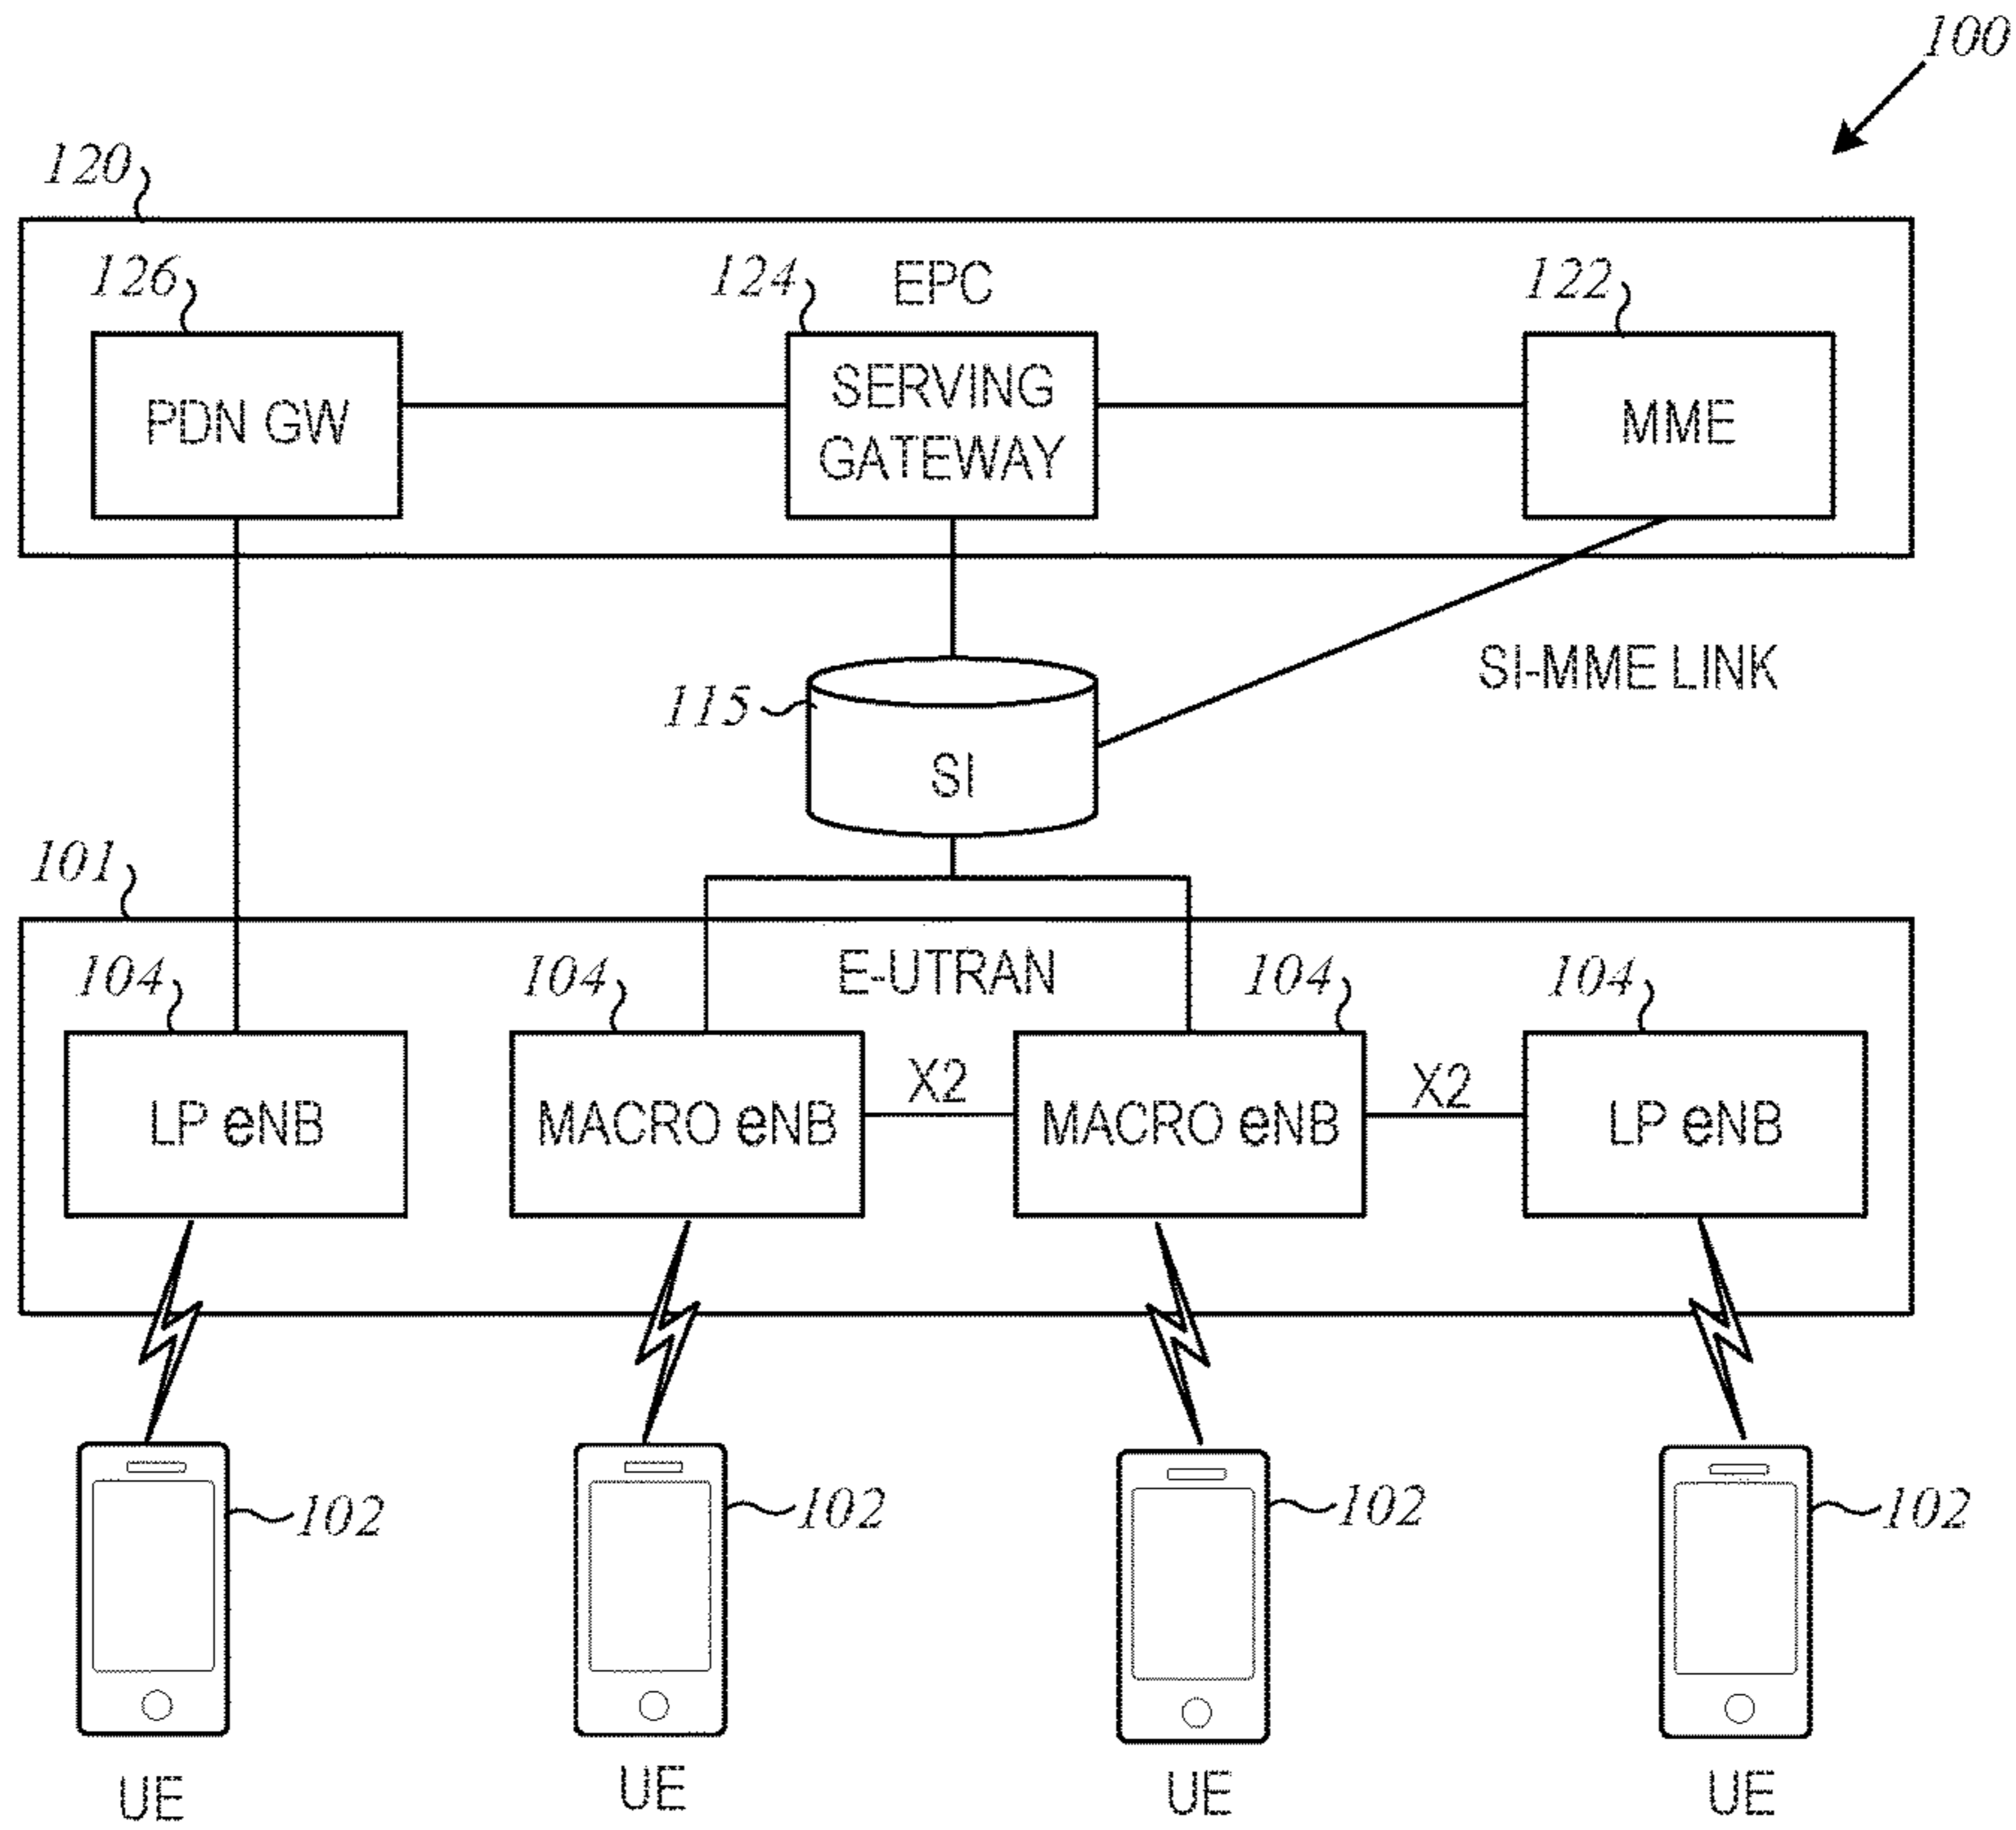 100
120
126
124
EPC
122
PDN GW
SERVING
GATEWAY
MME
SI-MME LINK
115
SI
101
104
104
E-UTRAN
104
104
LP eNB
MACRO eNB
X2
MACRO eNB
X2
LP eNB
102
102
102
102
UE
UE
UE
UE